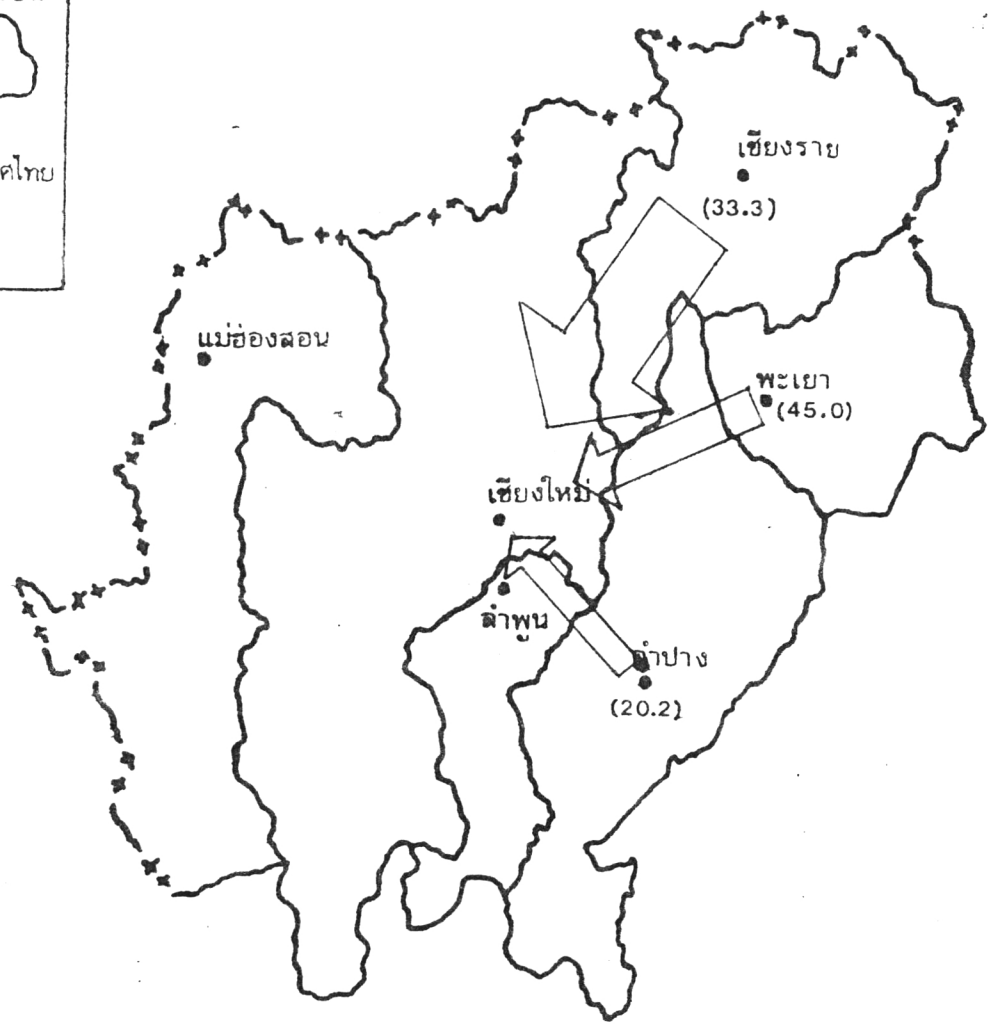 ศไทย
เชียงราย
(33.3)
แม่ฮ่องสอน
พะเยา
(45.0)
เชียงใหม่
ลำพูน
ลำปาง
(20.2)